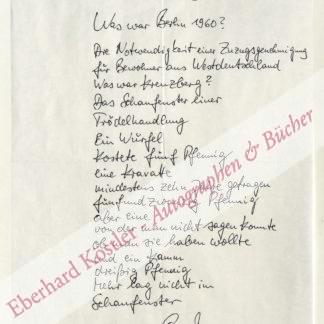 Was war Berlin 1960?
Die Notwendigkeit einer Zuzugsgenehmigung
für Bewohner aus Westdeutschland
Was war Kreuzberg?
Das Schaufenster einer
Trödelhandlung
Ein Würfel
kostete fünf Pfennig
eine Kravatte
mindestens zehn getragen
fünfundzwanzig Pfennig
aber eine
von der man nicht sagen konnte
ob man sie haben wollte
und ein Kamm
dreißig Pfennig
Mehr lag nicht im
Schaufenster
Eberhard Köstler - Autographen & Bücher